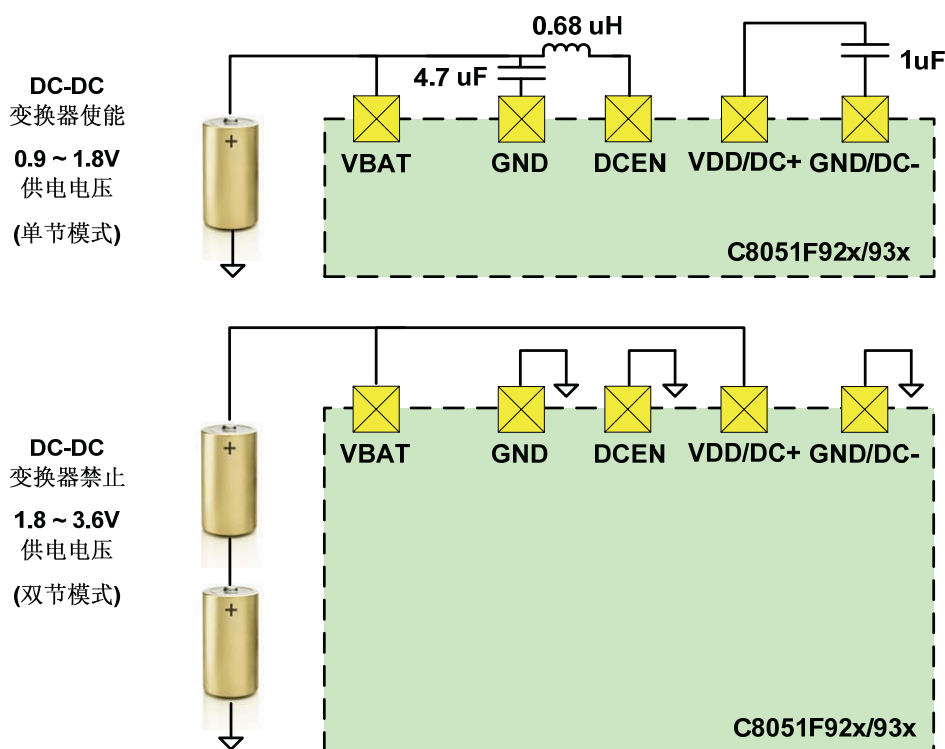 DC-DC
变换器使能
0.9 ~ 1.8V
供电电压
(单节模式)
0.68 uH
4.7 uF
1uF
+
VBAT
GND
DCEN
VDD/DC+
GND/DC-
C8051F92x/93x
DC-DC
变换器禁止
1.8 ~ 3.6V
供电电压
(双节模式)
+
+
VBAT
GND
DCEN
VDD/DC+
GND/DC-
C8051F92x/93x